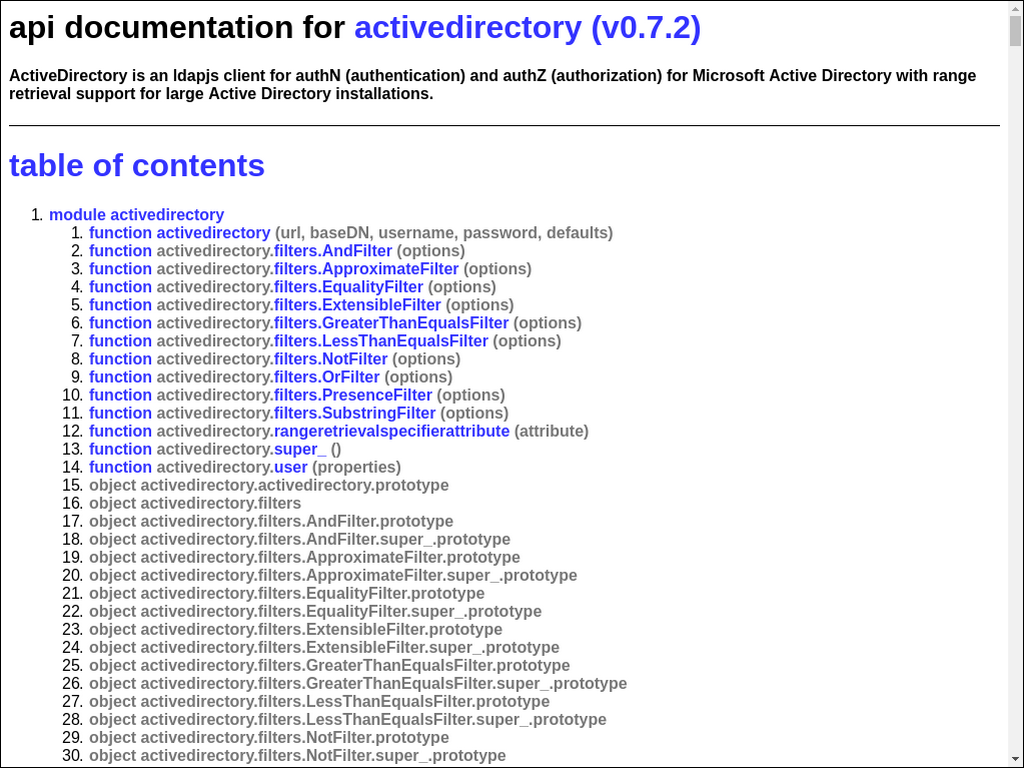 api documentation for activedirectory (v0.7.2)
ActiveDirectory is an ldapjs client for authN (authentication) and authZ (authorization) for Microsoft Active Directory with range
retrieval support for large Active Directory installations.
table of contents
1. module activedirectory
1. function activedirectory (url, baseDN, username, password, defaults)
2. function activedirectory.filters.AndFilter (options)
3. function activedirectory.filters.ApproximateFilter (options)
4. function activedirectory.filters.EqualityFilter (options)
5. function activedirectory.filters.ExtensibleFilter (options)
6. function activedirectory.filters.GreaterThanEqualsFilter (options)
7. function activedirectory.filters.LessThanEqualsFilter (options)
8. function activedirectory.filters.NotFilter (options)
9. function activedirectory.filters.OrFilter (options)
10. function activedirectory.filters.PresenceFilter (options)
11. function activedirectory.filters.SubstringFilter (options)
12. function activedirectory.rangeretrievalspecifierattribute (attribute)
13. function activedirectory.super_ ()
14. function activedirectory.user (properties)
15. object activedirectory.activedirectory.prototype
16. object activedirectory.filters
17. object activedirectory.filters.AndFilter.prototype
18. object activedirectory.filters.AndFilter.super_.prototype
19. object activedirectory.filters.ApproximateFilter.prototype
20. object activedirectory.filters.ApproximateFilter.super_.prototype
21. object activedirectory.filters.EqualityFilter.prototype
22. object activedirectory.filters.EqualityFilter.super_.prototype
23. object activedirectory.filters.ExtensibleFilter.prototype
24. object activedirectory.filters.ExtensibleFilter.super_.prototype
25. object activedirectory.filters.GreaterThanEqualsFilter.prototype
26. object activedirectory.filters.GreaterThanEqualsFilter.super_.prototype
27. object activedirectory.filters.LessThanEqualsFilter.prototype
28. object activedirectory.filters.LessThanEqualsFilter.super_.prototype
29. object activedirectory.filters.NotFilter.prototype
30. object activedirectory.filters.NotFilter.super_.prototype